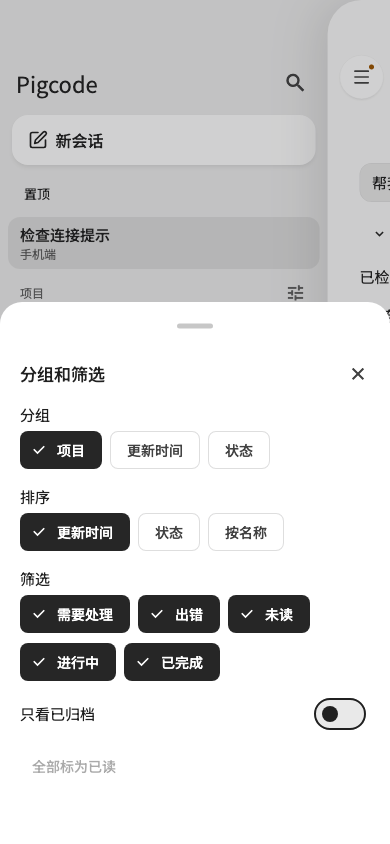 Pigcode
新会话
置顶
检查连接提示
手机端
项目
已检
分组和筛选
分组
项目
更新时间
状态
排序
更新时间
状态
按名称
筛选
需要处理
出错
未读
进行中
已完成
只看已归档
全部标为已读